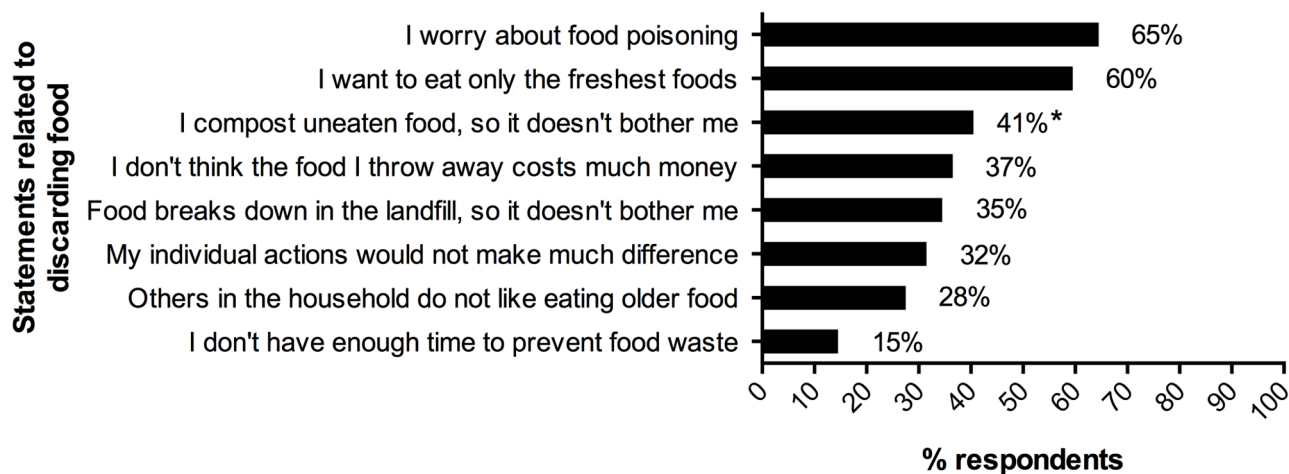 Statements related to
discarding food
I worry about food poisoning 65%
I want to eat only the freshest foods 60%
I compost uneaten food, so it doesn't bother me 41%*
I don't think the food I throw away costs much money 37%
Food breaks down in the landfill, so it doesn't bother me 35%
My individual actions would not make much difference 32%
Others in the household do not like eating older food 28%
I don't have enough time to prevent food waste 15%
0 10 20 30 40 50 60 70 80 90 100
% respondents